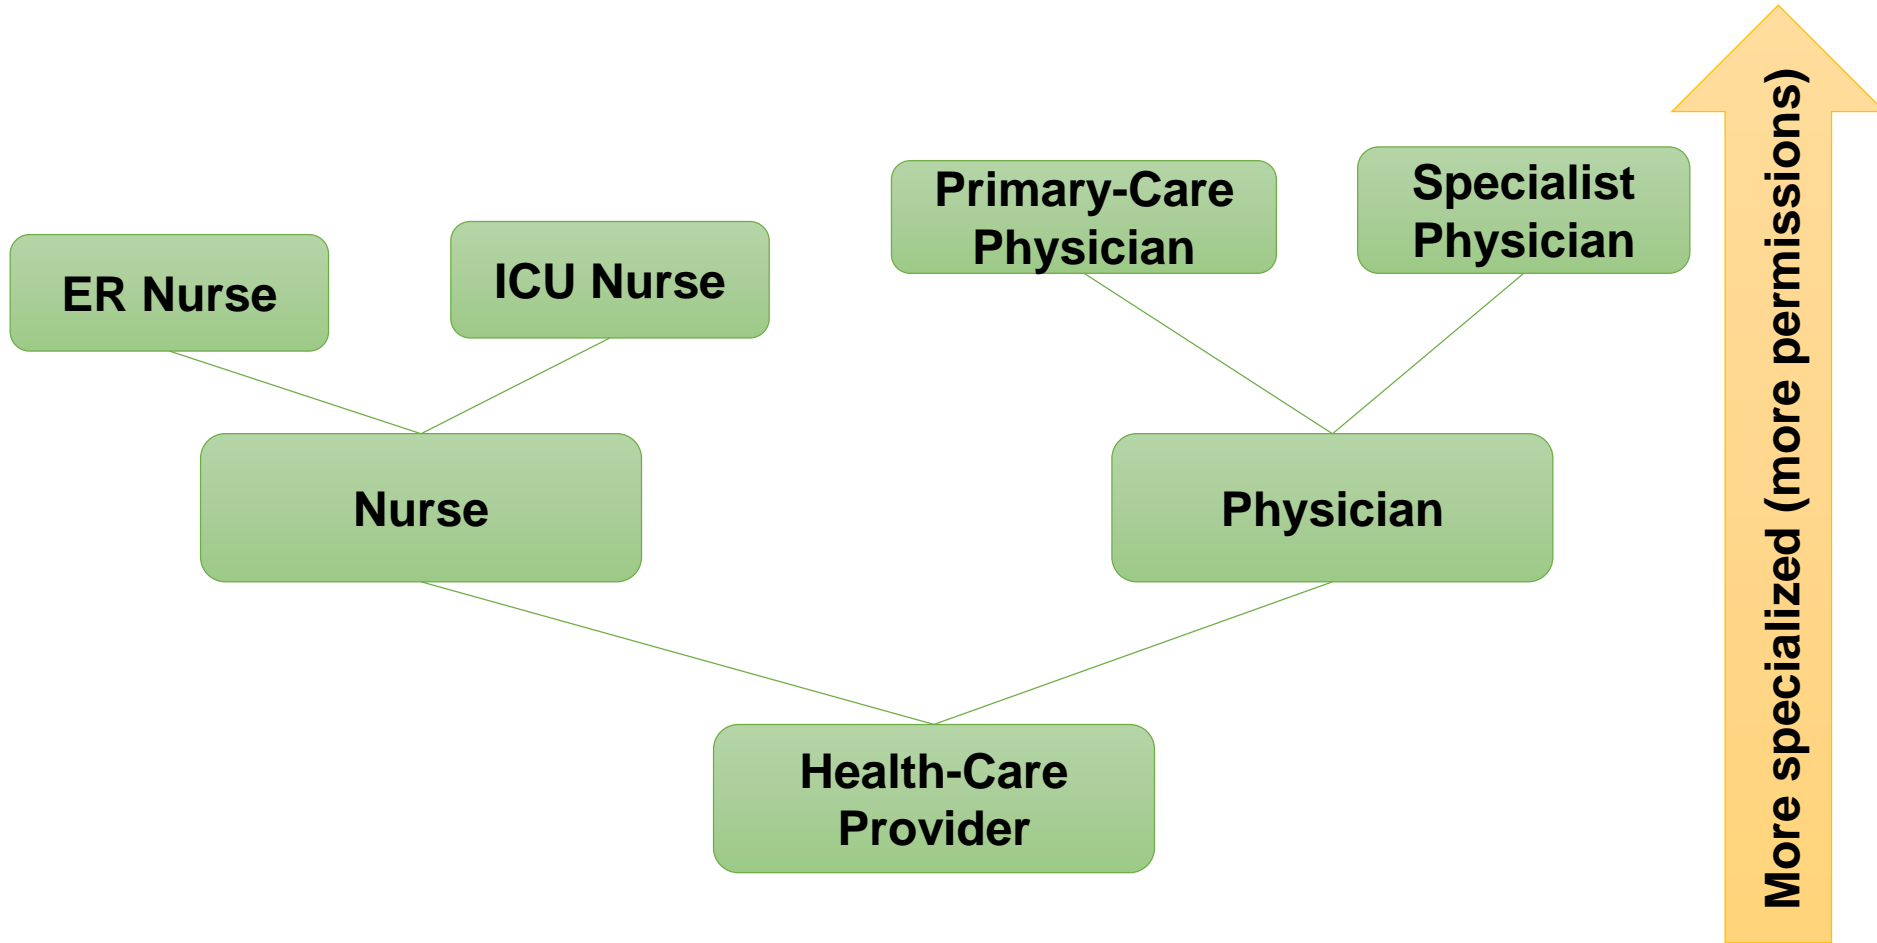 Primary-Care
Physician
Specialist
Physician
ER Nurse
ICU Nurse
Nurse
Physician
Health-Care
Provider
More specialized (more permissions)